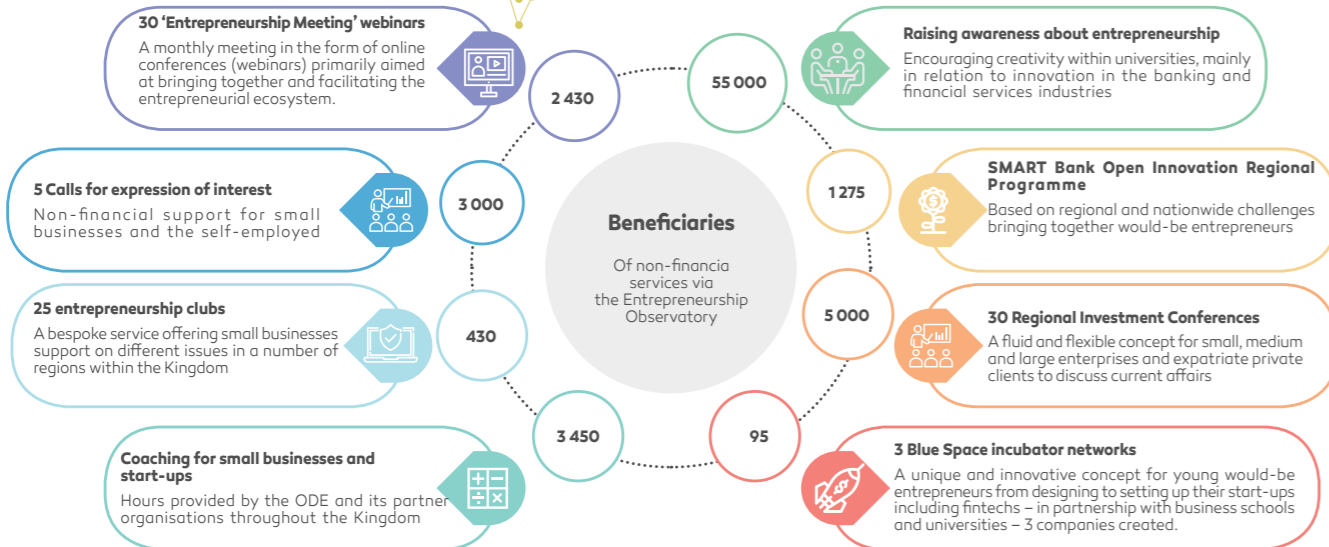 30 ‘Entrepreneurship Meeting’ webinars
A monthly meeting in the form of online
conferences (webinars) primarily aimed
at bringing together and facilitating the
entrepreneurial ecosystem.
2 430
5 Calls for expression of interest
Non-financial support for small
businesses and the self-employed
3 000
25 entrepreneurship clubs
A bespoke service offering small businesses
support on different issues in a number of
regions within the Kingdom
430
Coaching for small businesses and
start-ups
Hours provided by the ODE and its partner
organisations throughout the Kingdom
3 450
Beneficiaries
Of non-financia
services via
the Entrepreneurship
Observatory
55 000
Raising awareness about entrepreneurship
Encouraging creativity within universities, mainly
in relation to innovation in the banking and
financial services industries
1 275
SMART Bank Open Innovation Regional
Programme
Based on regional and nationwide challenges
bringing together would-be entrepreneurs
5 000
30 Regional Investment Conferences
A fluid and flexible concept for small, medium
and large enterprises and expatriate private
clients to discuss current affairs
95
3 Blue Space incubator networks
A unique and innovative concept for young would-be
entrepreneurs from designing to setting up their start-ups
including fintechs – in partnership with business schools
and universities – 3 companies created.